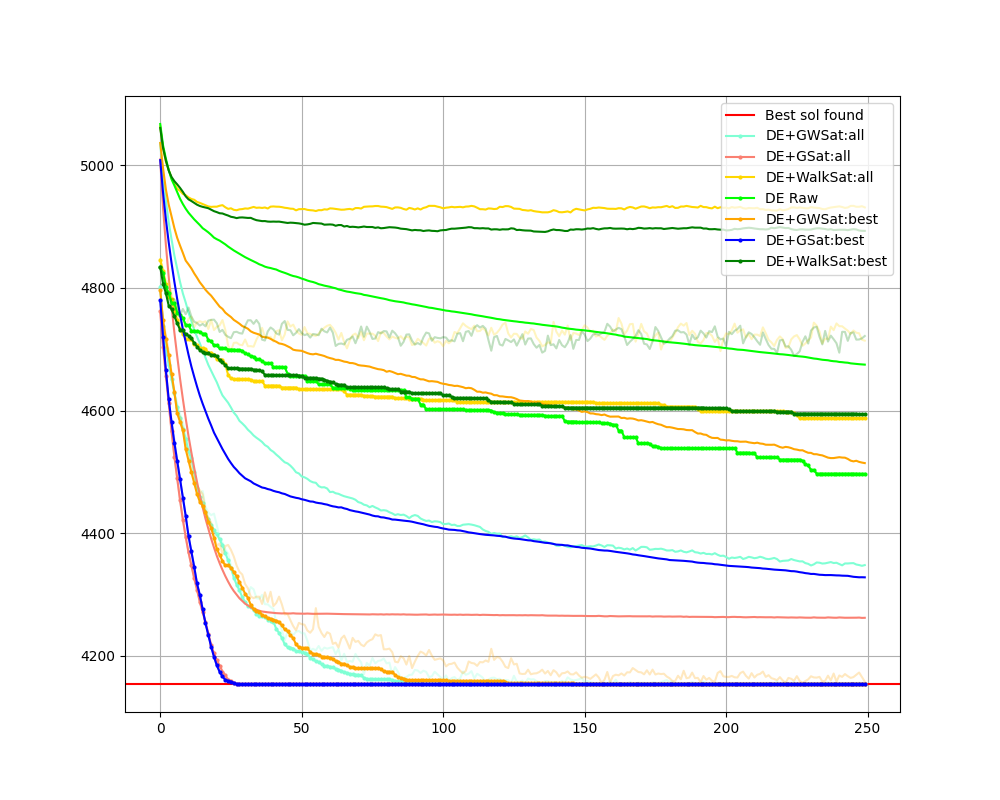 Best sol found
DE+GWSat:all
DE+GSat:all
DE+WalkSat:all
DE Raw
DE+GWSat:best
DE+GSat:best
DE+WalkSat:best
5000
4800
4600
4400
4200
0 50 100 150 200 250